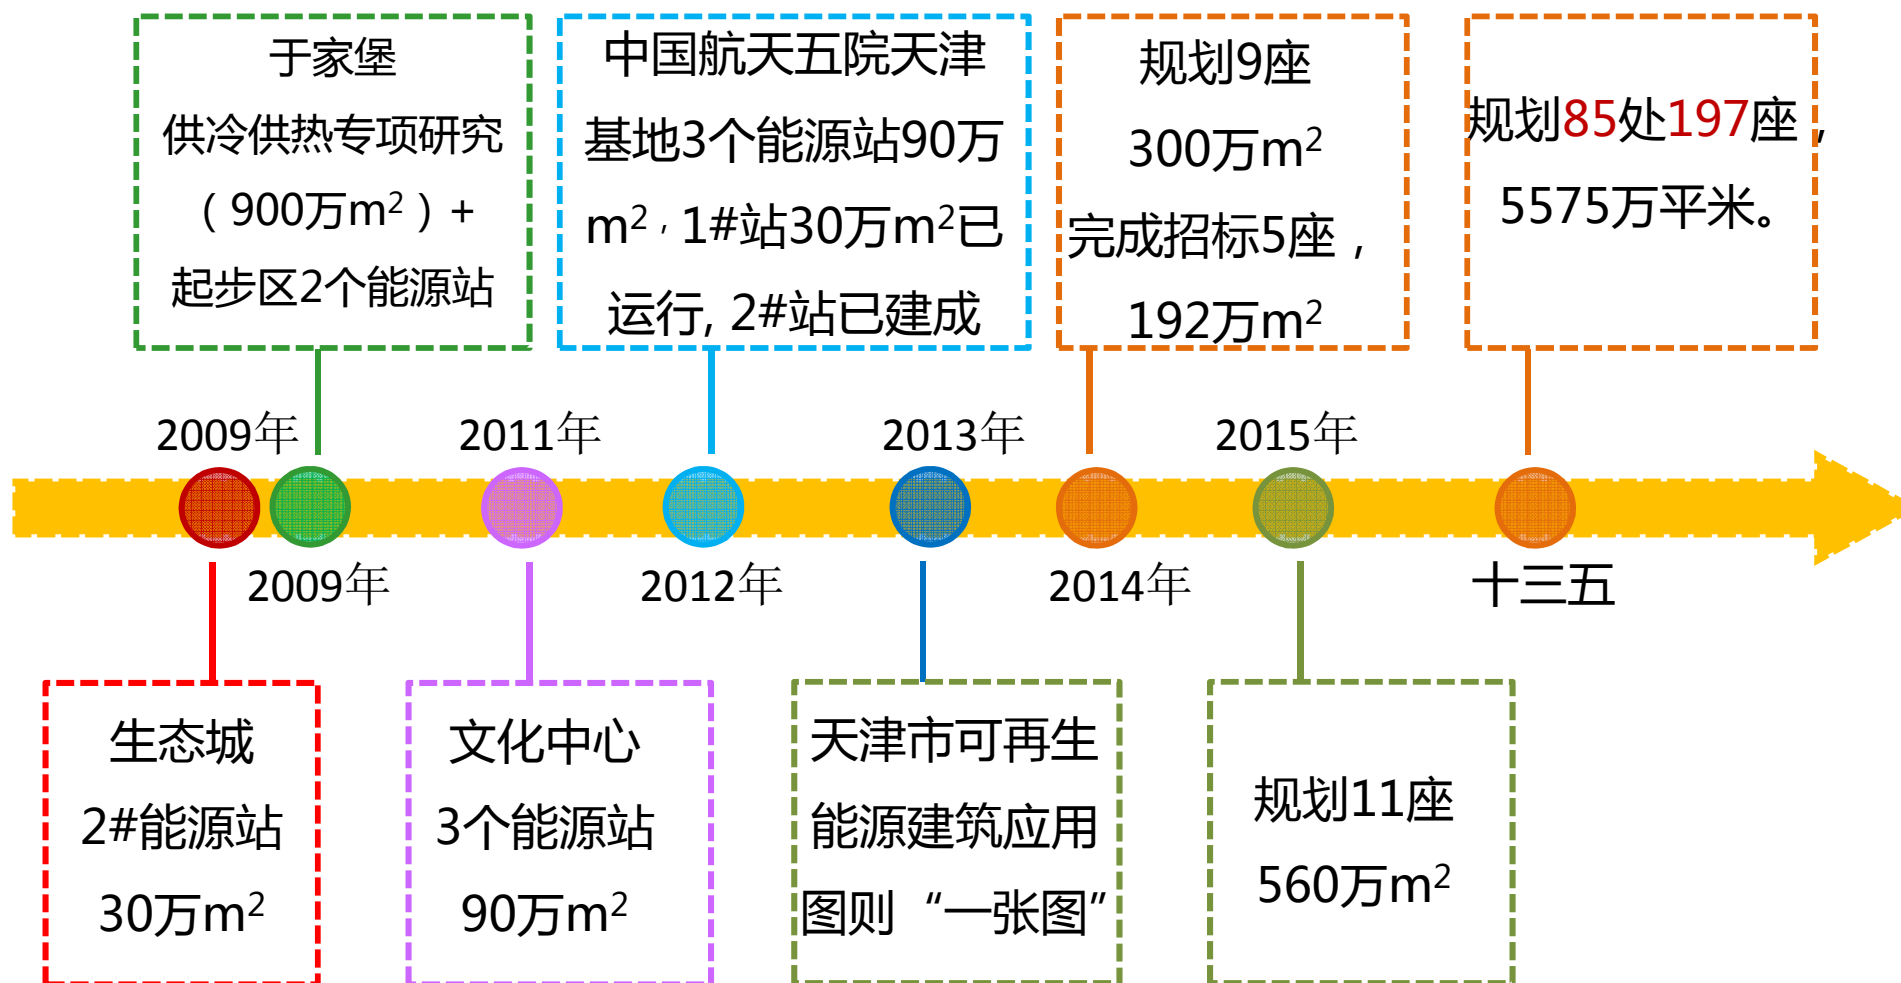 于家堡
供冷供热专项研究
（900万m²）+
起步区2个能源站
中国航天五院天津
基地3个能源站90万
m²，1#站30万m²已
运行, 2#站已建成
规划9座
300万m²
完成招标5座，
192万m²
规划85处197座，
5575万平米。
2009年
2011年
2013年
2015年
2009年
2012年
2014年
十三五
生态城
2#能源站
30万m²
文化中心
3个能源站
90万m²
天津市可再生
能源建筑应用
图则“一张图”
规划11座
560万m²